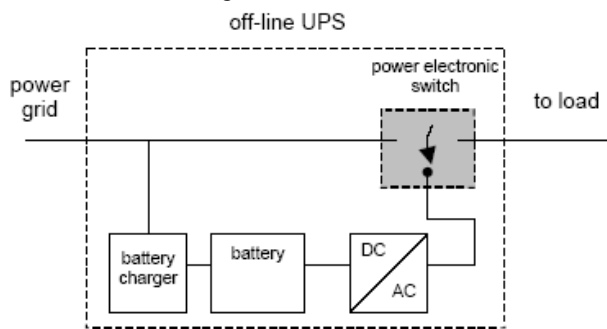 off-line UPS
power electronic
switch
power
grid
to load
battery
charger
battery
DC
AC